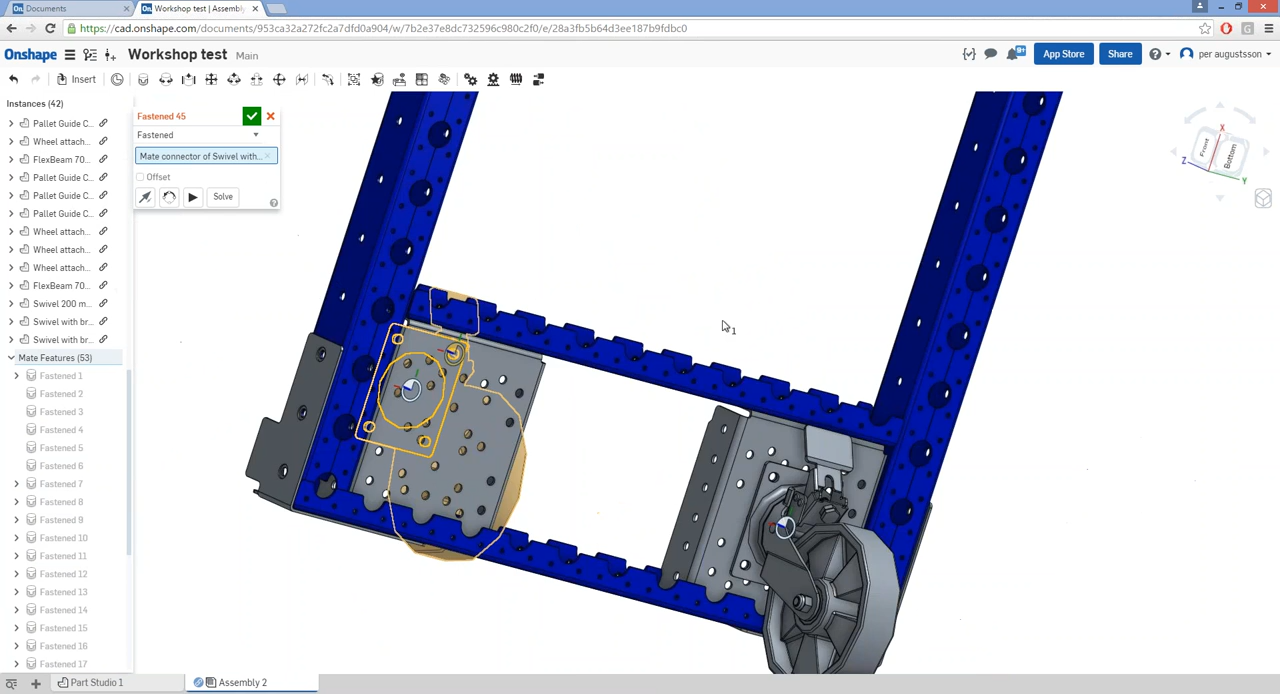 Documents
Workshop test | Assembly
https://cad.onshape.com/documents/953ca32a272fc2a7dfd0a904/w/7b2e37e8dc732596c980c2f0/e/28a3fb5b64d3ee187b9fdbc0
Onshape
Workshop test
Main
9+
App Store
Share
per augustsson
Insert
Instances (42)
Pallet Guide C...
Wheel attach...
FlexBeam 70...
Pallet Guide C...
Pallet Guide C...
Pallet Guide C...
Wheel attach...
Wheel attach...
Wheel attach...
FlexBeam 70...
Swivel 200 m...
Swivel with br...
Swivel with br...
Mate Features (53)
Fastened 1
Fastened 2
Fastened 3
Fastened 4
Fastened 5
Fastened 6
Fastened 7
Fastened 8
Fastened 9
Fastened 10
Fastened 11
Fastened 12
Fastened 13
Fastened 14
Fastened 15
Fastened 16
Fastened 17
Fastened 45
Fastened
Mate connector of Swivel with...
Offset
Solve
1
X
Front
Bottom
Z
Y
Part Studio 1
Assembly 2